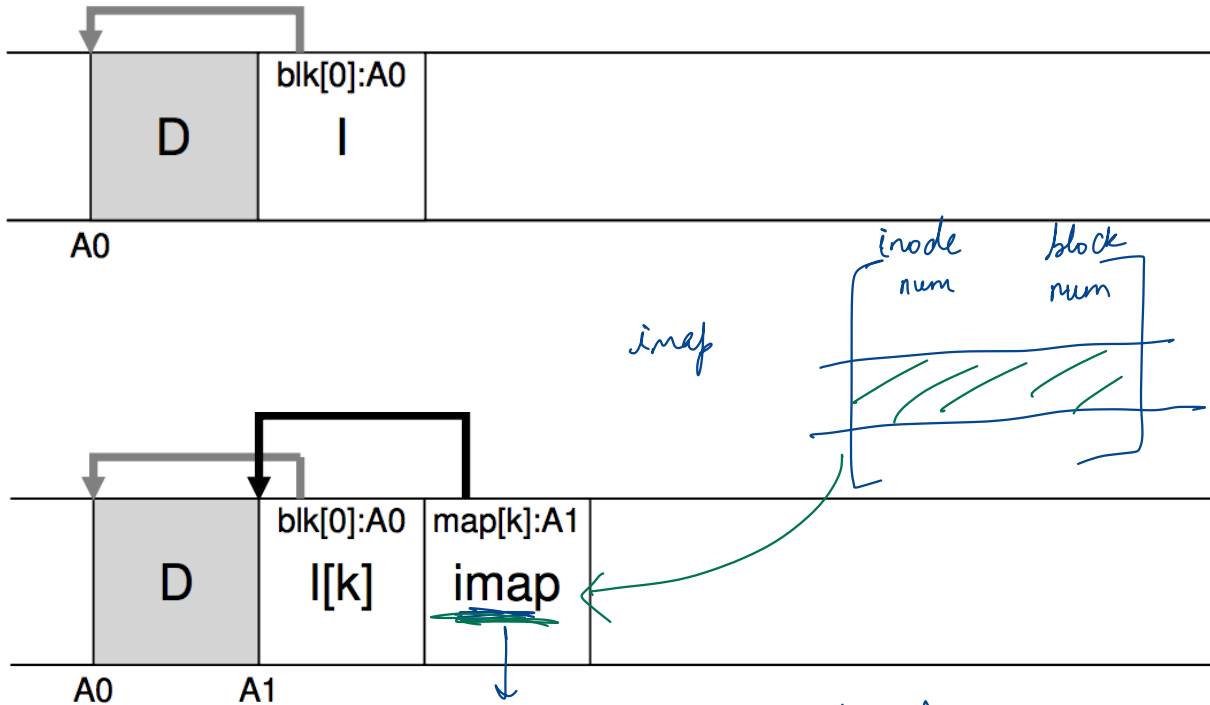 blk[0]:A0
D I
A0
inode block
num num
imap
blk[0]:A0 map[k]:A1
D I[k] imap
A0 A1